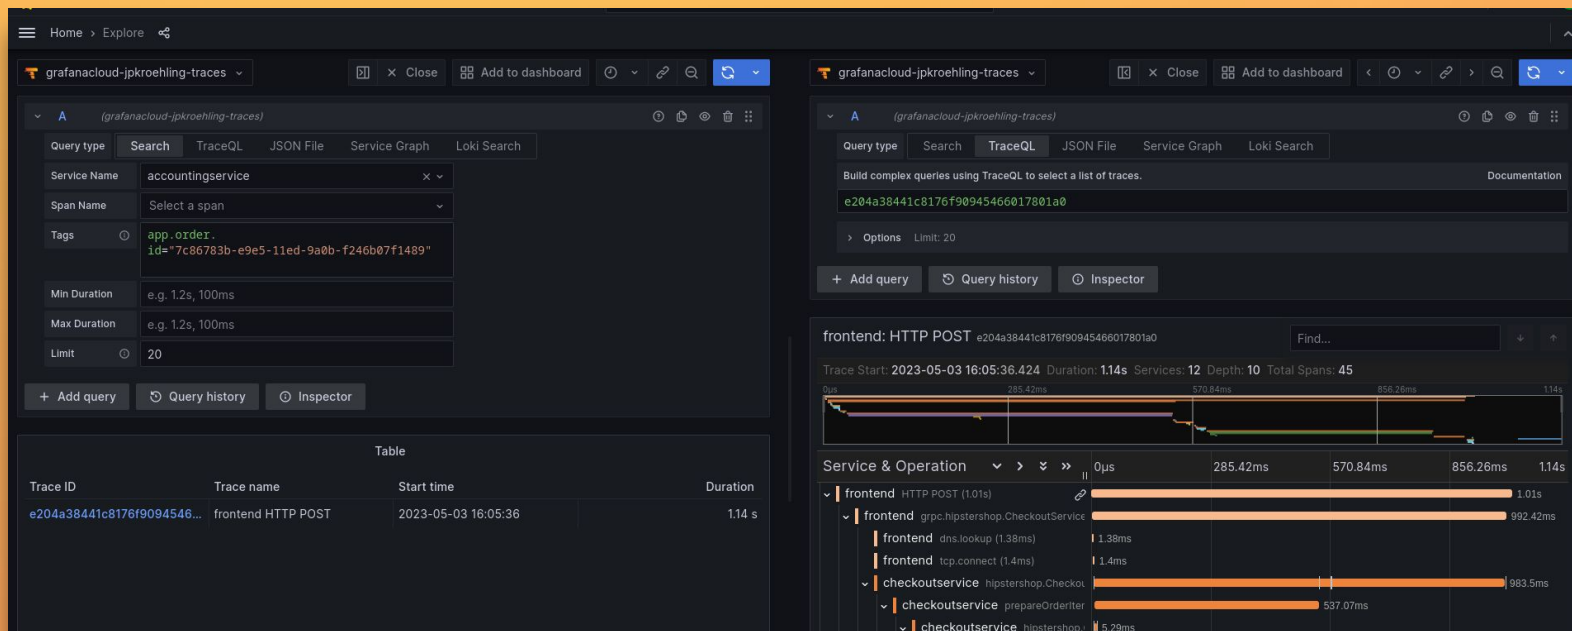 Home › Explore
grafanacloud-jpkroehling-traces
Close
Add to dashboard
A (grafanacloud-jpkroehling-traces)
Query type Search TraceQL JSON File Service Graph Loki Search
Service Name accountingservice
Span Name Select a span
Tags app.order.
id="7c86783b-e9e5-11ed-9a0b-f246b07f1489"
Min Duration e.g. 1.2s, 100ms
Max Duration e.g. 1.2s, 100ms
Limit 20
+ Add query Query history Inspector
Table
Trace ID Trace name Start time Duration
e204a38441c8176f9094546... frontend HTTP POST 2023-05-03 16:05:36 1.14 s
grafanacloud-jpkroehling-traces
Close
Add to dashboard
A (grafanacloud-jpkroehling-traces)
Query type Search TraceQL JSON File Service Graph Loki Search
Build complex queries using TraceQL to select a list of traces. Documentation
e204a38441c8176f90945466017801a0
Options Limit: 20
+ Add query Query history Inspector
frontend: HTTP POST e204a38441c8176f90945466017801a0 Find...
Trace Start: 2023-05-03 16:05:36.424 Duration: 1.14s Services: 12 Depth: 10 Total Spans: 45
0μs 285.42ms 570.84ms 856.26ms 1.14s
Service & Operation 0μs 285.42ms 570.84ms 856.26ms 1.14s
frontend HTTP POST (1.01s) 1.01s
frontend grpc.hipstershop.CheckoutService 992.42ms
frontend dns.lookup (1.38ms) 1.38ms
frontend tcp.connect (1.4ms) 1.4ms
checkoutservice hipstershop.Checkou 983.5ms
checkoutservice prepareOrderIter 537.07ms
checkoutservice hipstershop. 5.29ms